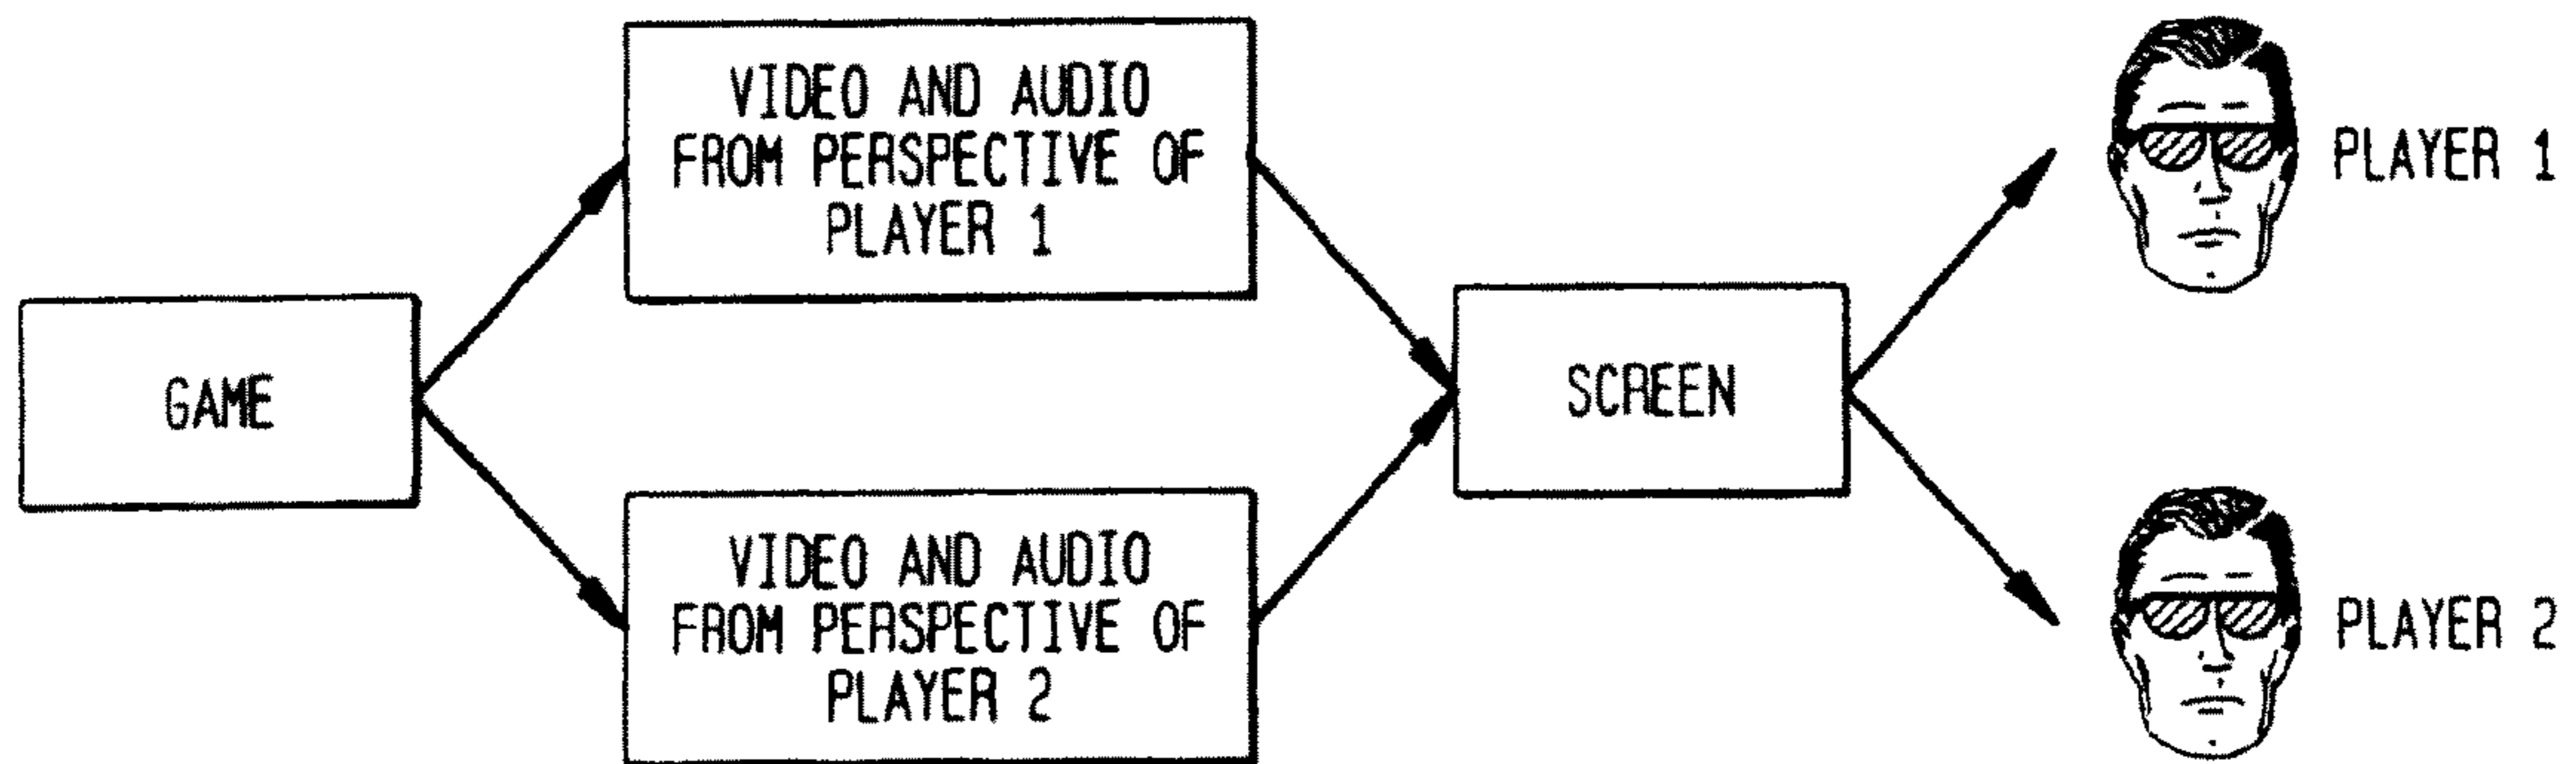 VIDEO AND AUDIO
FROM PERSPECTIVE OF
PLAYER 1
PLAYER 1
GAME
SCREEN
VIDEO AND AUDIO
FROM PERSPECTIVE OF
PLAYER 2
PLAYER 2